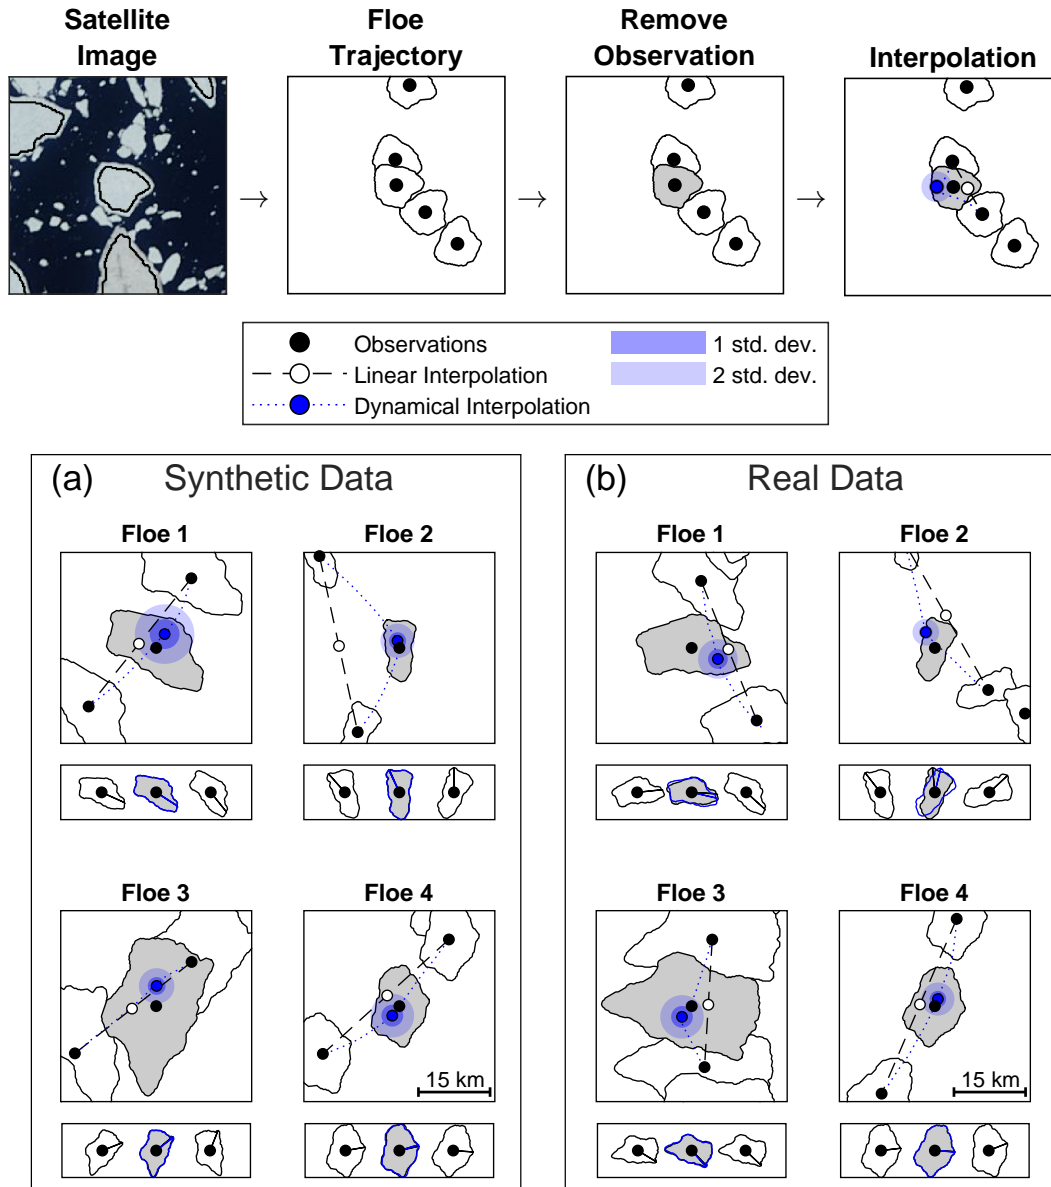 Satellite
Image
Floe
Trajectory
Remove
Observation
Interpolation
→
→
→
Observations
Linear Interpolation
Dynamical Interpolation
1 std. dev.
2 std. dev.
(a) Synthetic Data
Floe 1
Floe 2
Floe 3
Floe 4
15 km
(b) Real Data
Floe 1
Floe 2
Floe 3
Floe 4
15 km